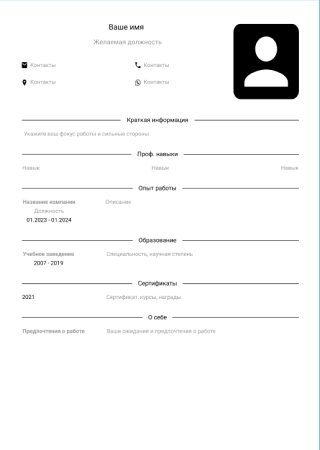 Ваше имя
Желаемая должность
Контакты Контакты
Контакты Контакты
Краткая информация
Укажите ваш фокус работы и сильные стороны
Проф. навыки
Навык Навык Навык
Опыт работы
Название компании Описание
Должность
01.2023 - 01.2024
Образование
Учебное заведение Специальность, научная степень
2007 - 2019
Сертификаты
2021 Сертификат, курсы, награды
О себе
Предпочтения о работе Ваши ожидания и предпочтения о работе